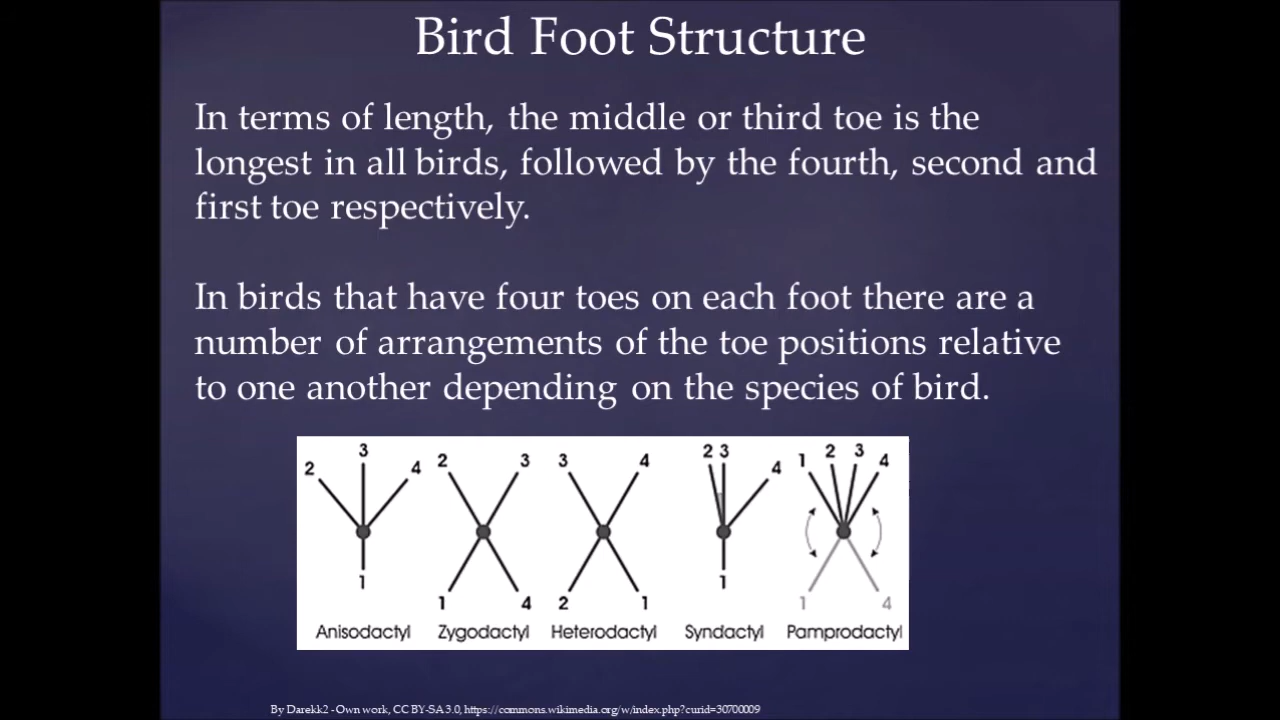 Bird Foot Structure
In terms of length, the middle or third toe is the
longest in all birds, followed by the fourth, second and
first toe respectively.
In birds that have four toes on each foot there are a
number of arrangements of the toe positions relative
to one another depending on the species of bird.
2 3 4 1
Anisodactyl
2 3 1 4
Zygodactyl
3 4 2 1
Heterodactyl
2 3 4 1
Syndactyl
1 2 3 4 1 4
Pamprodactyl
By Darekk2 - Own work, CC BY-SA 3.0, https://commons.wikimedia.org/w/index.php?curid=30700009